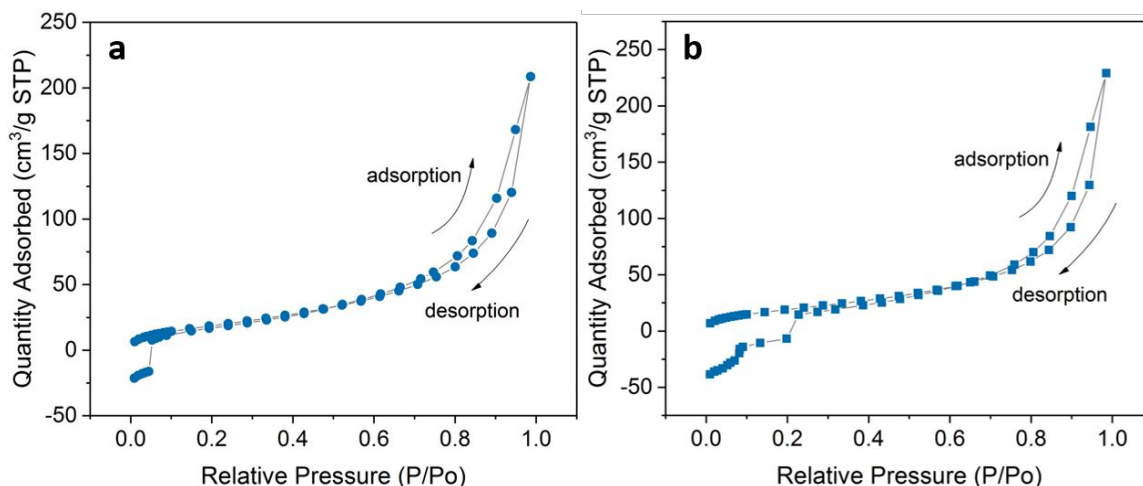 a
Quantity Adsorbed (cm³/g STP)
250
200
150
100
50
0
-50
adsorption
desorption
0.0 0.2 0.4 0.6 0.8 1.0
Relative Pressure (P/Po)
b
Quantity Adsorbed (cm³/g STP)
250
200
150
100
50
0
-50
adsorption
desorption
0.0 0.2 0.4 0.6 0.8 1.0
Relative Pressure (P/Po)